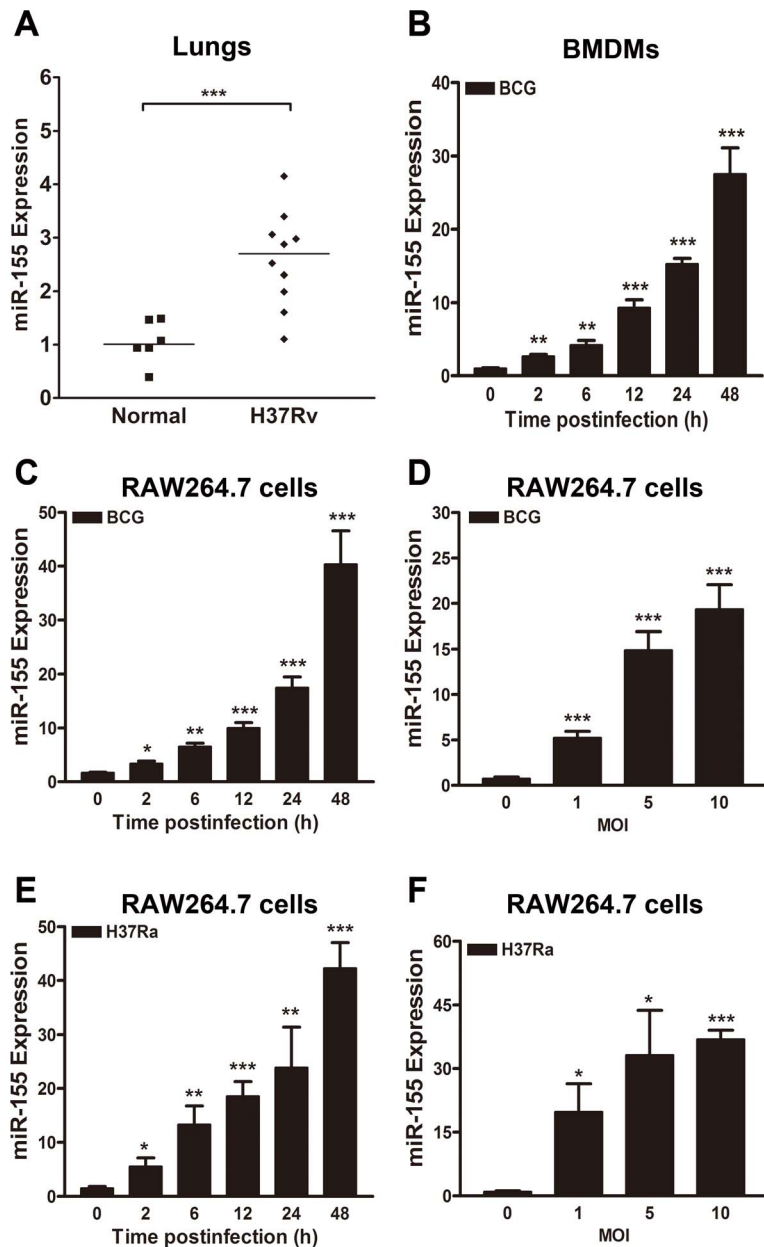 A
Lungs
miR-155 Expression
6
5
4
3
2
1
0
***
Normal
H37Rv
B
BMDMs
miR-155 Expression
40
30
20
10
0
BCG
**
**
***
***
***
0 2 6 12 24 48
Time postinfection (h)
C
RAW264.7 cells
miR-155 Expression
50
40
30
20
10
0
BCG
*
**
***
***
***
0 2 6 12 24 48
Time postinfection (h)
D
RAW264.7 cells
miR-155 Expression
30
25
20
15
10
5
0
BCG
***
***
***
0 1 5 10
MOI
E
RAW264.7 cells
miR-155 Expression
50
40
30
20
10
0
H37Ra
*
**
***
**
***
0 2 6 12 24 48
Time postinfection (h)
F
RAW264.7 cells
miR-155 Expression
60
45
30
15
0
H37Ra
*
*
***
0 1 5 10
MOI